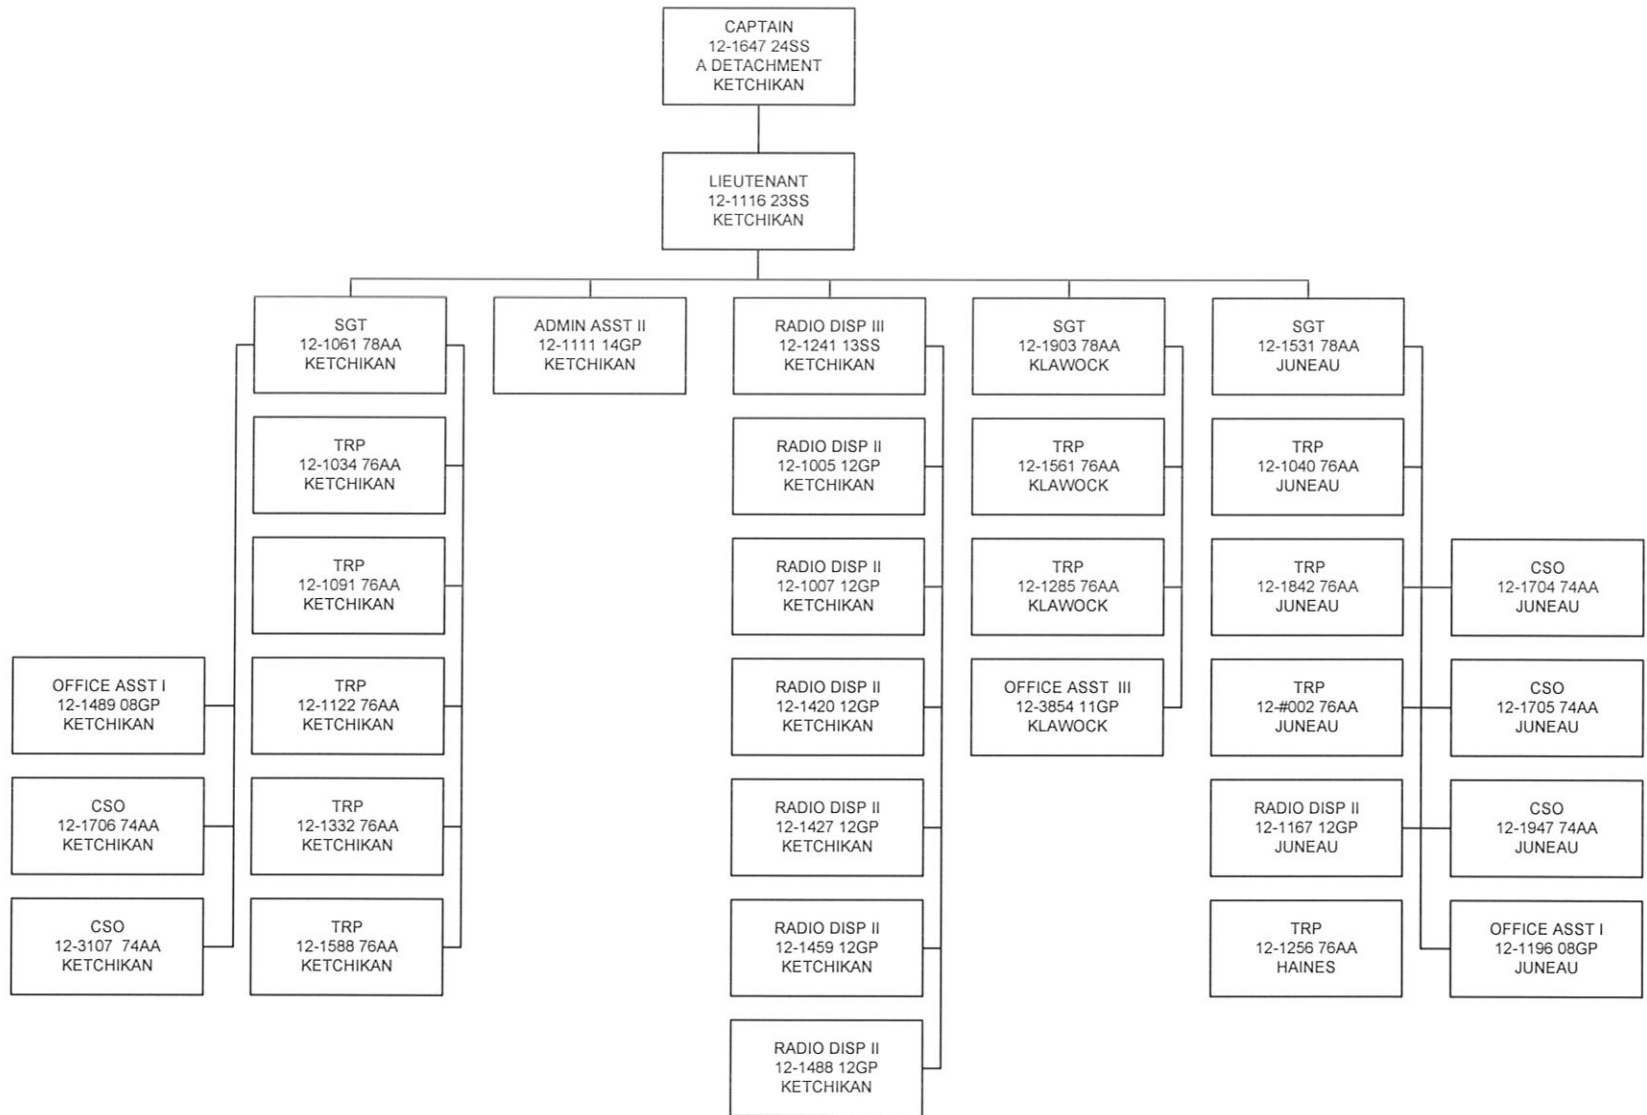 CAPTAIN
12-1647 24SS
A DETACHMENT
KETCHIKAN
LIEUTENANT
12-1116 23SS
KETCHIKAN
SGT
12-1061 78AA
KETCHIKAN
ADMIN ASST II
12-1111 14GP
KETCHIKAN
RADIO DISP III
12-1241 13SS
KETCHIKAN
SGT
12-1903 78AA
KLAWOCK
SGT
12-1531 78AA
JUNEAU
TRP
12-1034 76AA
KETCHIKAN
RADIO DISP II
12-1005 12GP
KETCHIKAN
TRP
12-1561 76AA
KLAWOCK
TRP
12-1040 76AA
JUNEAU
TRP
12-1091 76AA
KETCHIKAN
RADIO DISP II
12-1007 12GP
KETCHIKAN
TRP
12-1285 76AA
KLAWOCK
TRP
12-1842 76AA
JUNEAU
CSO
12-1704 74AA
JUNEAU
OFFICE ASST I
12-1489 08GP
KETCHIKAN
TRP
12-1122 76AA
KETCHIKAN
RADIO DISP II
12-1420 12GP
KETCHIKAN
OFFICE ASST III
12-3854 11GP
KLAWOCK
TRP
12-#002 76AA
JUNEAU
CSO
12-1705 74AA
JUNEAU
CSO
12-1706 74AA
KETCHIKAN
TRP
12-1332 76AA
KETCHIKAN
RADIO DISP II
12-1427 12GP
KETCHIKAN
RADIO DISP II
12-1167 12GP
JUNEAU
CSO
12-1947 74AA
JUNEAU
CSO
12-3107 74AA
KETCHIKAN
TRP
12-1588 76AA
KETCHIKAN
RADIO DISP II
12-1459 12GP
KETCHIKAN
TRP
12-1256 76AA
HAINES
OFFICE ASST I
12-1196 08GP
JUNEAU
RADIO DISP II
12-1488 12GP
KETCHIKAN